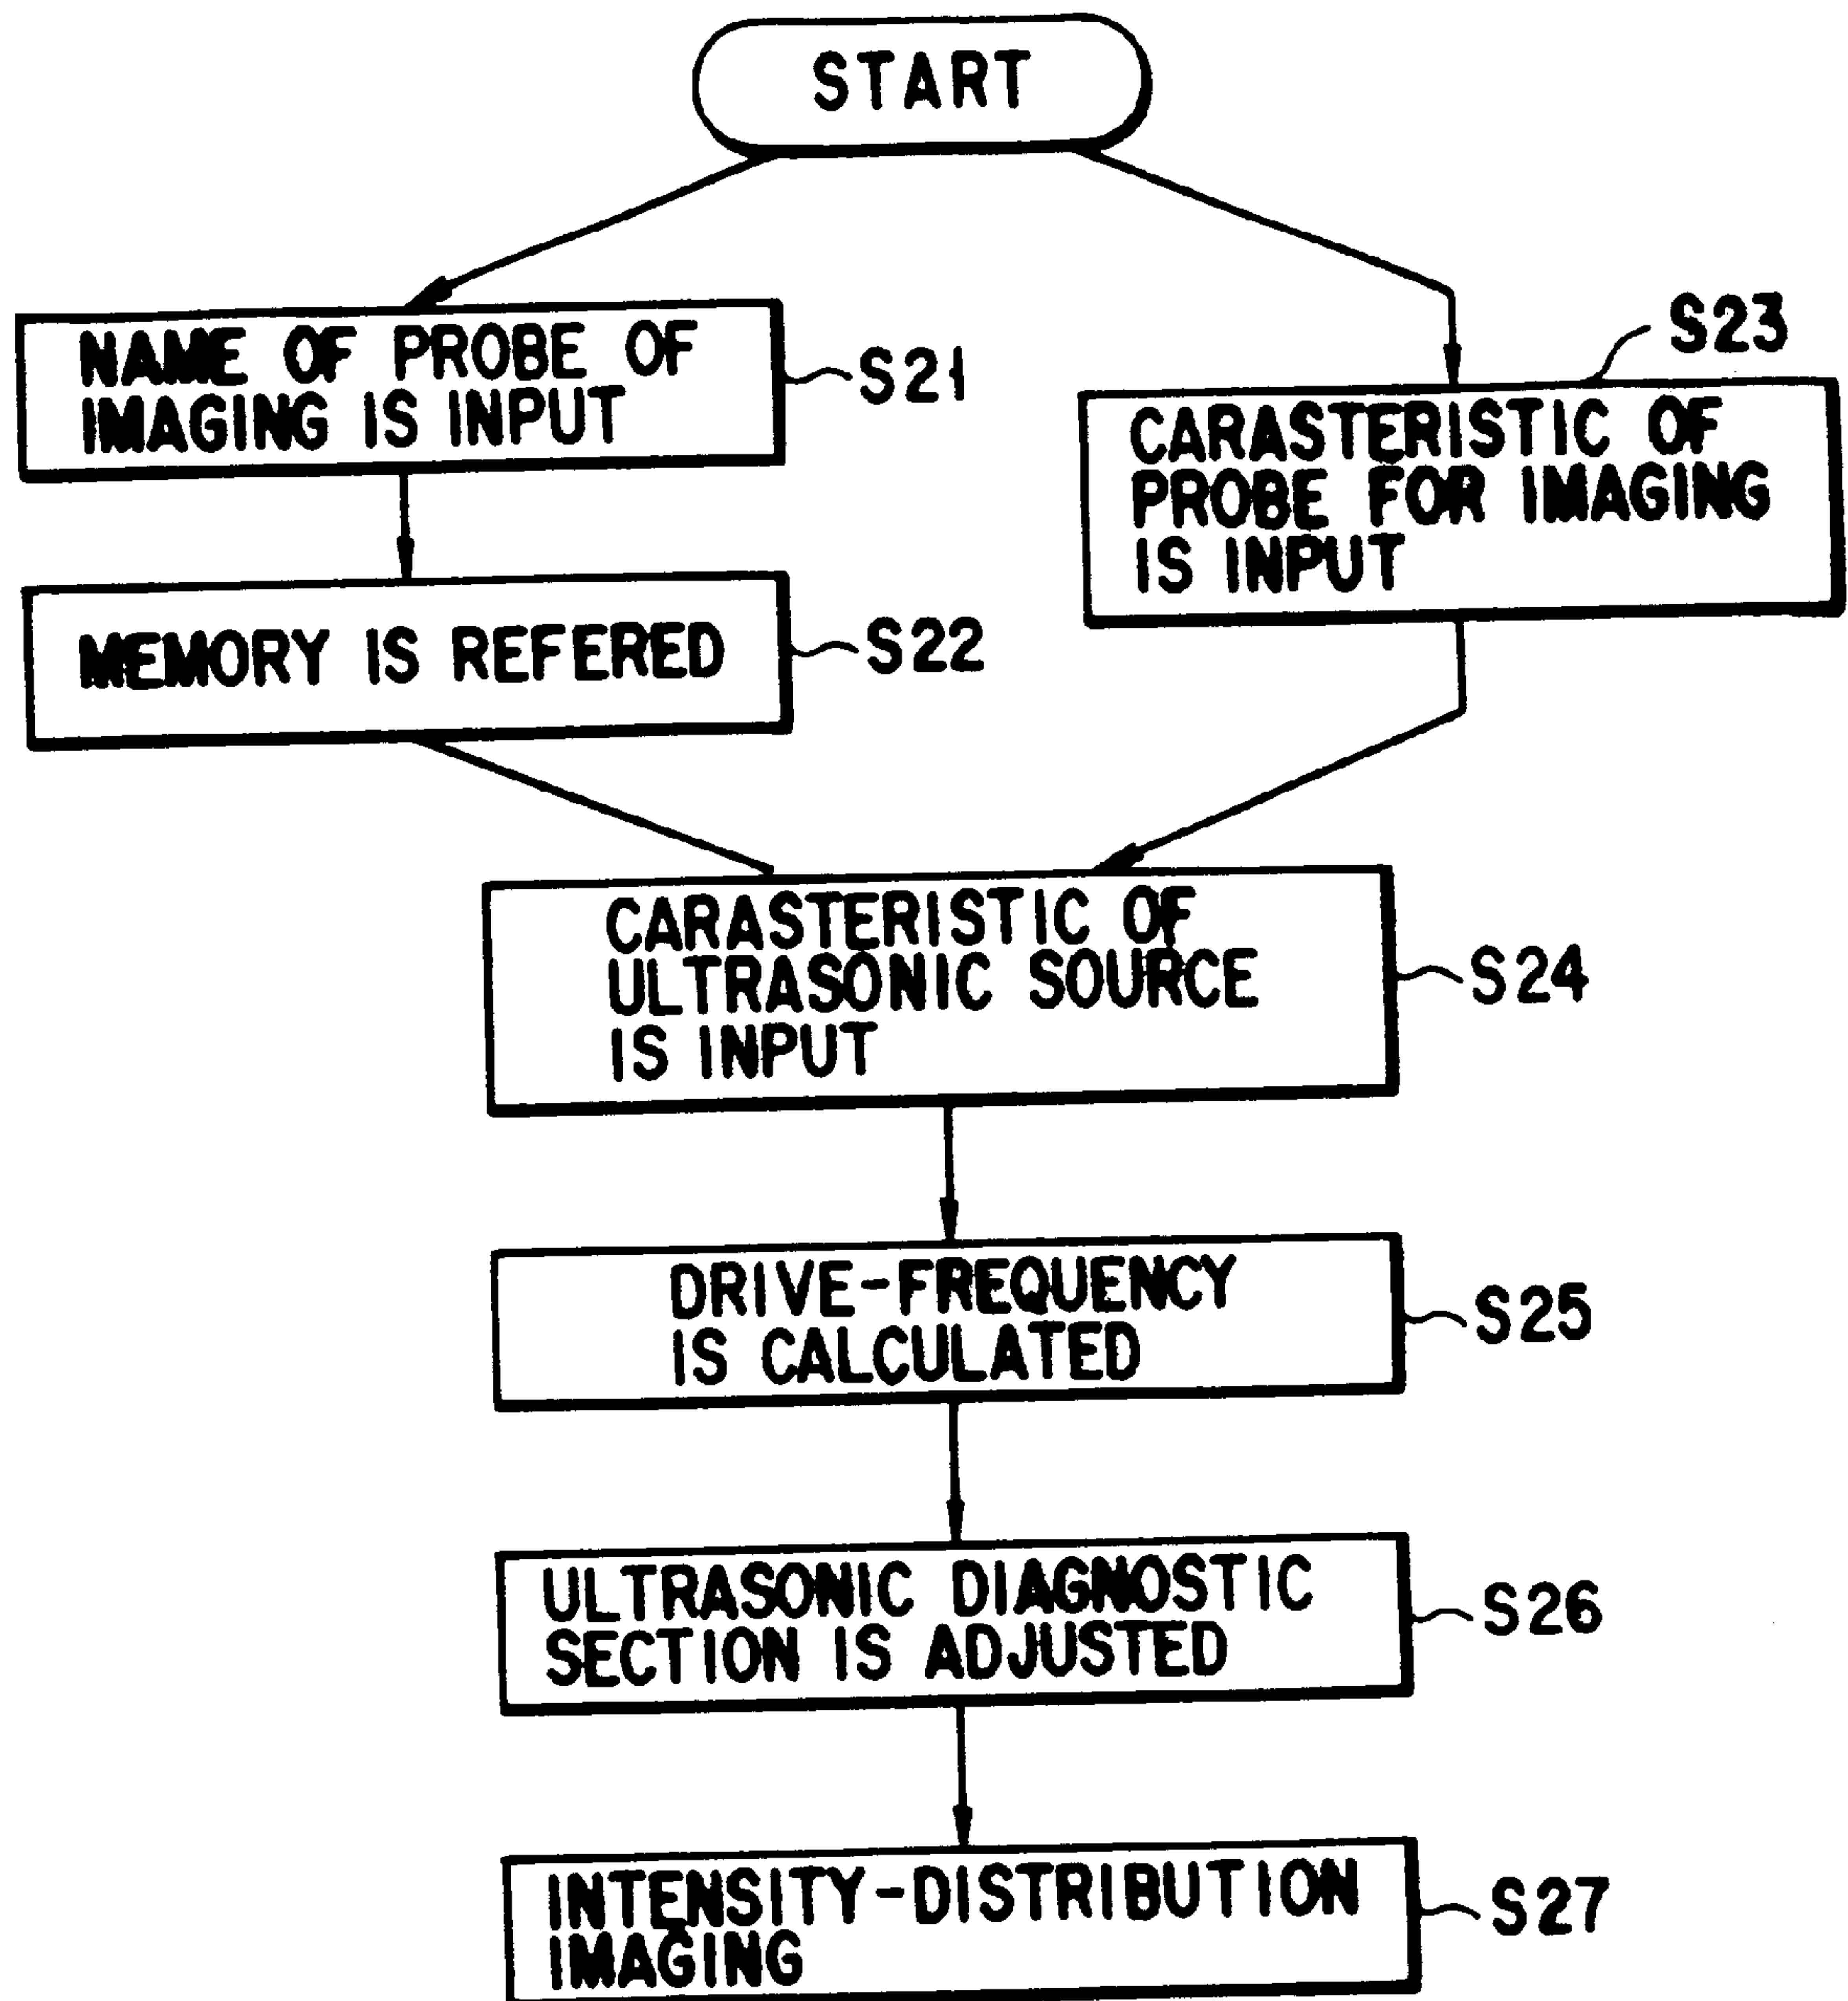 START
NAME OF PROBE OF
IMAGING IS INPUT
S21
S23
CARASTERISTIC OF
PROBE FOR IMAGING
IS INPUT
MEMORY IS REFERED
S22
CARASTERISTIC OF
ULTRASONIC SOURCE
IS INPUT
S24
DRIVE-FREQUENCY
IS CALCULATED
S25
ULTRASONIC DIAGNOSTIC
SECTION IS ADJUSTED
S26
INTENSITY-DISTRIBUTION
IMAGING
S27